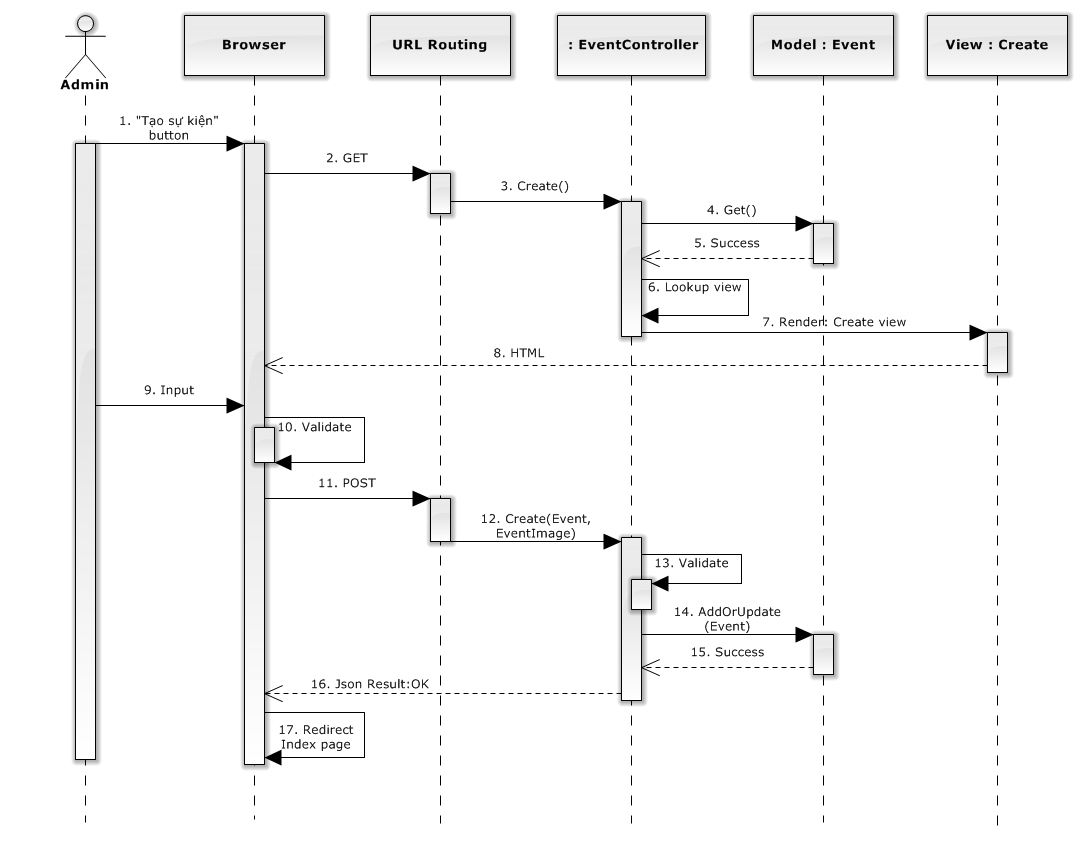 Browser
URL Routing
: EventController
Model : Event
View : Create
Admin
1. "Tạo sự kiện"
button
2. GET
3. Create()
4. Get()
5. Success
6. Lookup view
7. Render: Create view
8. HTML
9. Input
10. Validate
11. POST
12. Create(Event,
EventImage)
13. Validate
14. AddOrUpdate
(Event)
15. Success
16. Json Result:OK
17. Redirect
Index page